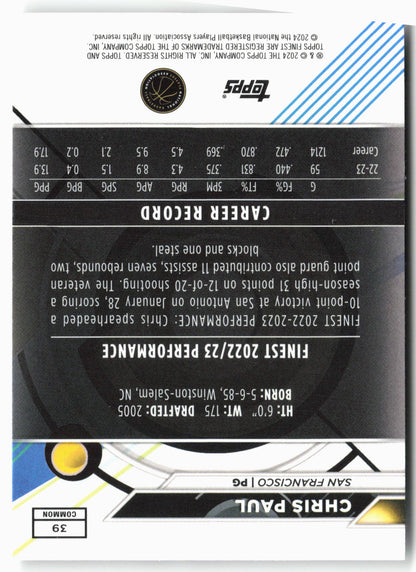 39
COMMON
CHRIS PAUL
SAN FRANCISCO | PG
HT: 6'0" WT: 175 DRAFTED: 2005
BORN: 5-6-85, Winston-Salem, NC,
FINEST 2022/23 PERFORMANCE
FINEST 2022-2023 PERFORMANCE: Chris spearheaded a
10-point victory at San Antonio on January 28, scoring a
season-high 31 points on 12-of-20 shooting. The veteran
point guard also contributed 11 assists, seven rebounds, two
blocks and one steal.
CAREER RECORD
G FG% FT% 3PM RPG APG SPG BPG PPG
22-23 59 .440 .831 .375 4.3 8.9 1.5 0.4 13.9
Career 1214 .472 .870 .369 4.5 9.5 2.1 0.2 17.9
topps
® & © 2024 THE TOPPS COMPANY, INC. ALL RIGHTS RESERVED. TOPPS AND
TOPPS FINEST ARE REGISTERED TRADEMARKS OF THE TOPPS COMPANY, INC.
© 2024 the National Basketball Players Association. All rights reserved.